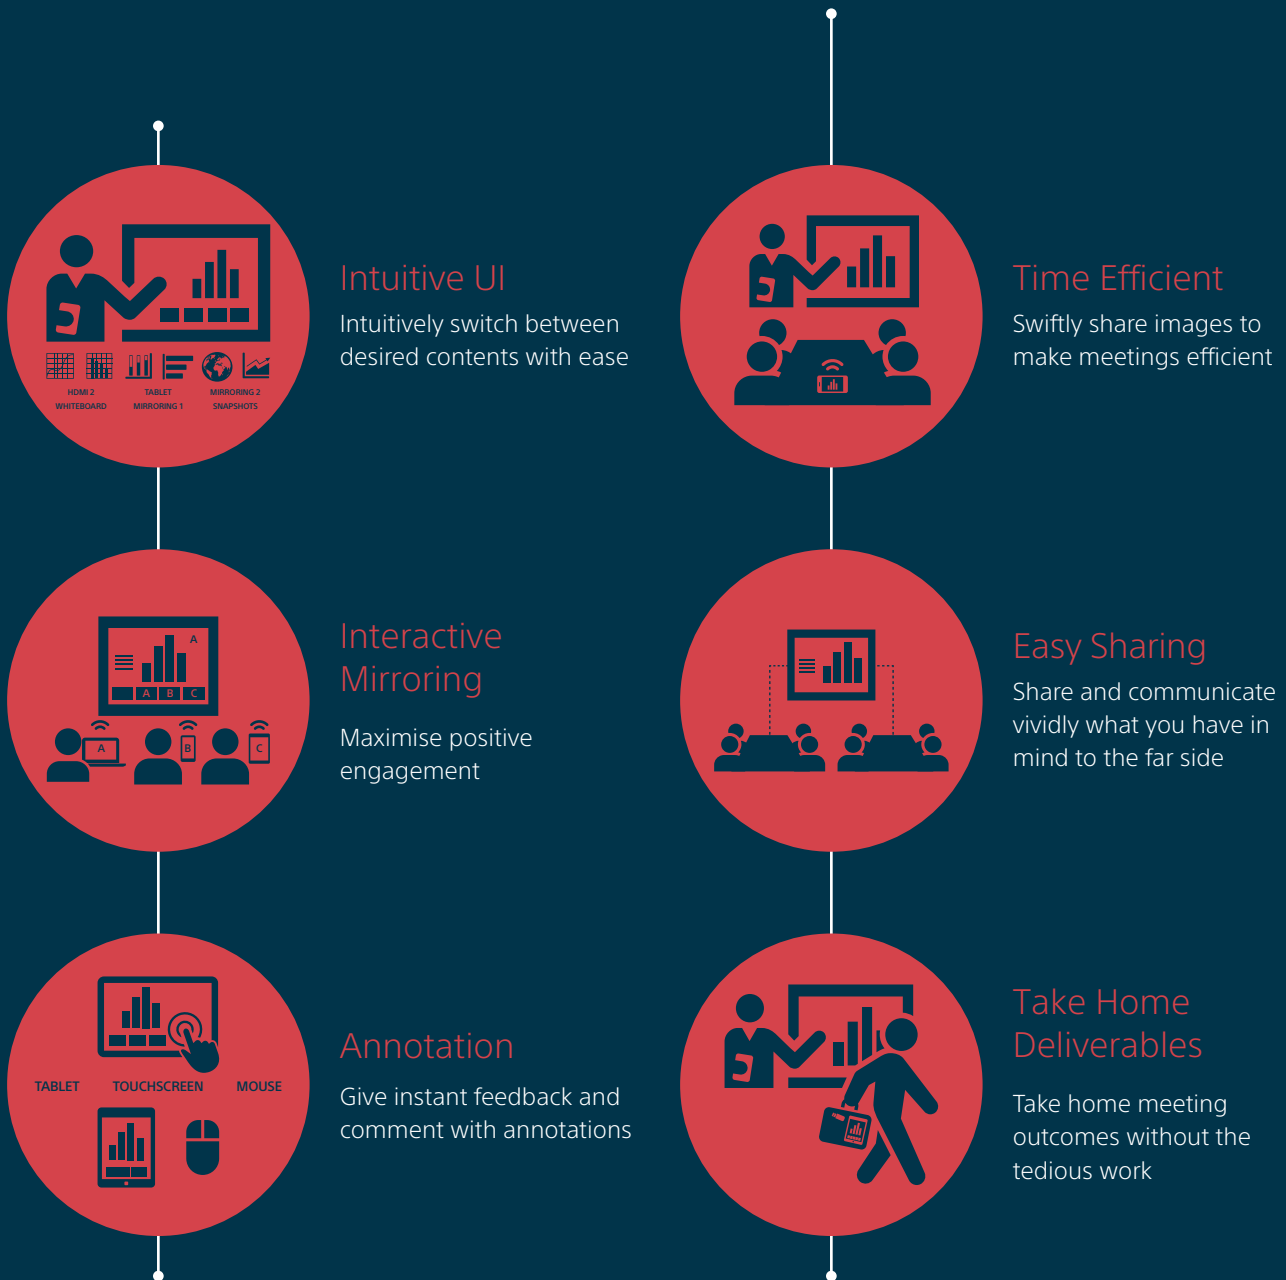 HDMI 2 TABLET MIRRORING 2
WHITEBOARD MIRRORING 1 SNAPSHOTS
Intuitive UI
Intuitively switch between
desired contents with ease
A
A B C
A B C
Interactive
Mirroring
Maximise positive
engagement
TABLET TOUCHSCREEN MOUSE
Annotation
Give instant feedback and
comment with annotations
Time Efficient
Swiftly share images to
make meetings efficient
Easy Sharing
Share and communicate
vividly what you have in
mind to the far side
Take Home
Deliverables
Take home meeting
outcomes without the
tedious work